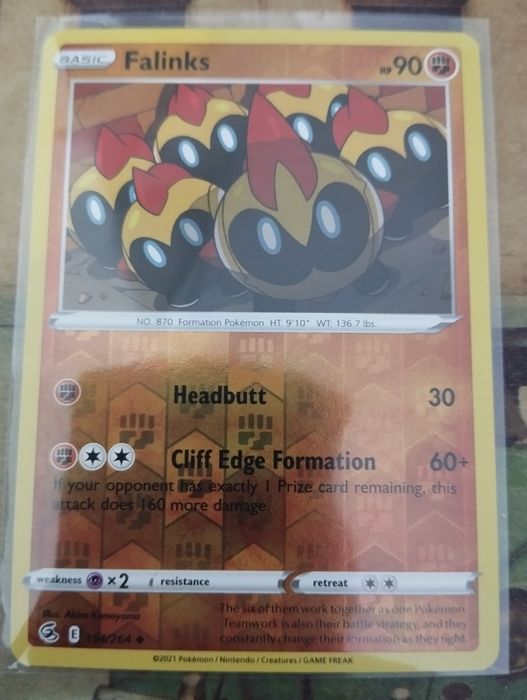 BASIC Falinks HP 90
NO. 870 Formation Pokémon HT: 9'10" WT: 136.7 lbs.
Headbutt 30
Cliff Edge Formation 60+
If your opponent has exactly 1 Prize card remaining, this
attack does 160 more damage.
weakness ×2 resistance retreat
Illus. Akira Komayama
The six of them work together as one Pokémon.
Teamwork is also their battle strategy, and they
constantly change their formation as they fight.
E 154/264
©2021 Pokémon / Nintendo / Creatures / GAME FREAK